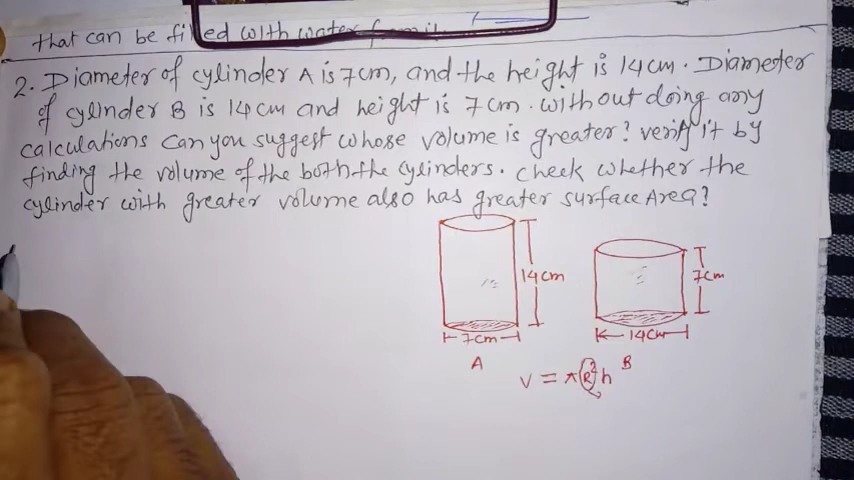 that can be filled with water from it.
2. Diameter of cylinder A is 7cm, and the height is 14cm. Diameter
of cylinder B is 14cm and height is 7cm. without doing any
calculations can you suggest whose volume is greater? verify it by
finding the volume of the both the cylinders. check whether the
cylinder with greater volume also has greater surface Area?
14cm
7cm
7cm
14cm
A
B
V = πR²h